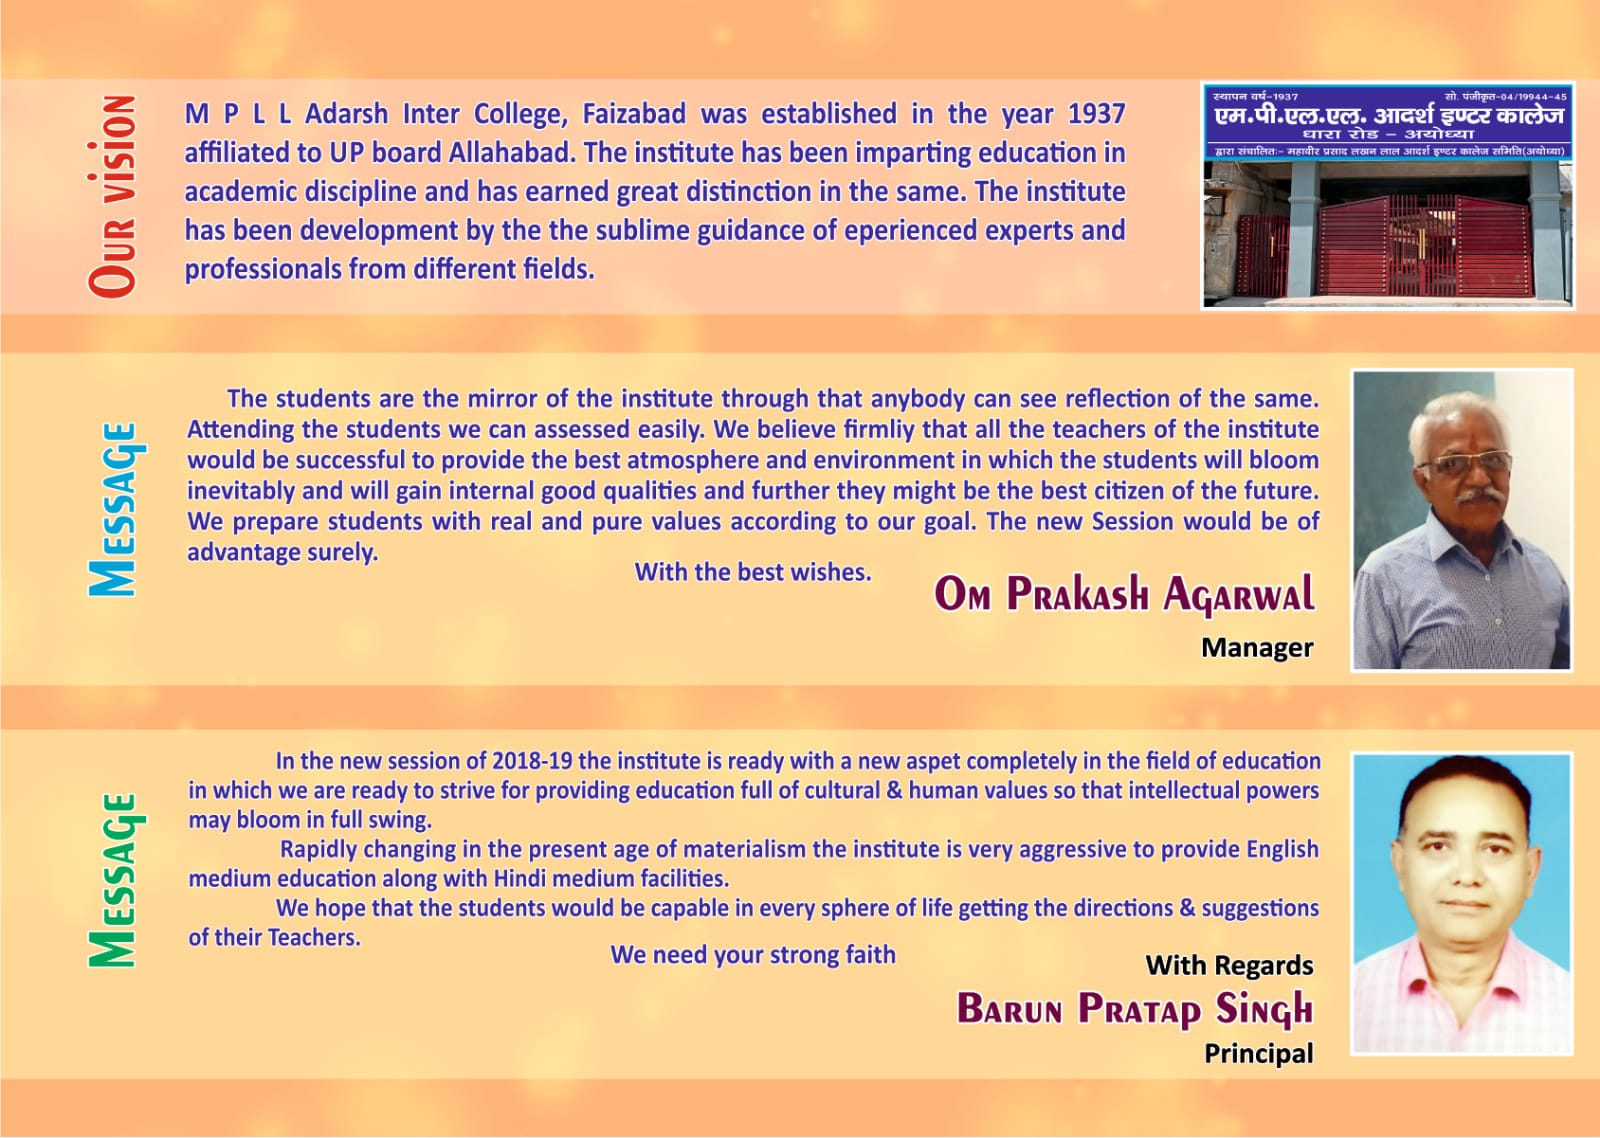 OUR VISION
M P L L Adarsh Inter College, Faizabad was established in the year 1937
affiliated to UP board Allahabad. The institute has been imparting education in
academic discipline and has earned great distinction in the same. The institute
has been development by the the sublime guidance of eperienced experts and
professionals from different fields.
स्थापन वर्ष-1937 सो. पंजीकृत-04/19944-45
एम.पी.एल.एल. आदर्श इण्टर कालेज
धारा रोड - अयोध्या
द्वारा संचालितः- महावीर प्रसाद लखन लाल आदर्श इण्टर कालेज समिति(अयोध्या)
MESSAGE
The students are the mirror of the institute through that anybody can see reflection of the same.
Attending the students we can assessed easily. We believe firmliy that all the teachers of the institute
would be successful to provide the best atmosphere and environment in which the students will bloom
inevitably and will gain internal good qualities and further they might be the best citizen of the future.
We prepare students with real and pure values according to our goal. The new Session would be of
advantage surely.
With the best wishes.
OM PRAKASH AGARWAL
Manager
MESSAGE
In the new session of 2018-19 the institute is ready with a new aspet completely in the field of education
in which we are ready to strive for providing education full of cultural & human values so that intellectual powers
may bloom in full swing.
Rapidly changing in the present age of materialism the institute is very aggressive to provide English
medium education along with Hindi medium facilities.
We hope that the students would be capable in every sphere of life getting the directions & suggestions
of their Teachers.
We need your strong faith
With Regards
BARUN PRATAP SINGH
Principal